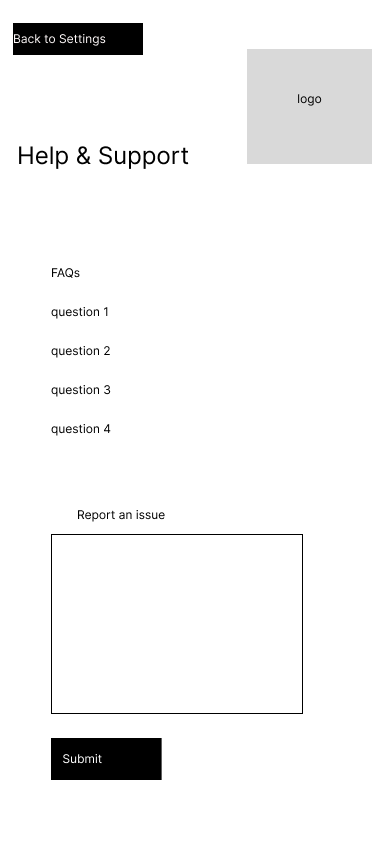 Back to Settings
logo
Help & Support
FAQs
question 1
question 2
question 3
question 4
Report an issue
Submit